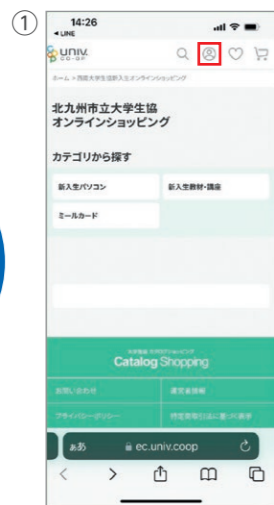 ①
14:26
◀ LINE
univ.
CO-OP
ホーム > 西南大学生協新入生オンラインショッピング
北九州市立大学生協
オンラインショッピング
カテゴリから探す
新入生パソコン
新入生教材・講座
ミールカード
Catalog Shopping
お問い合わせ
運営者情報
プライバシーポリシー
特定商取引法に基づく表示
ああ
ec.univ.coop